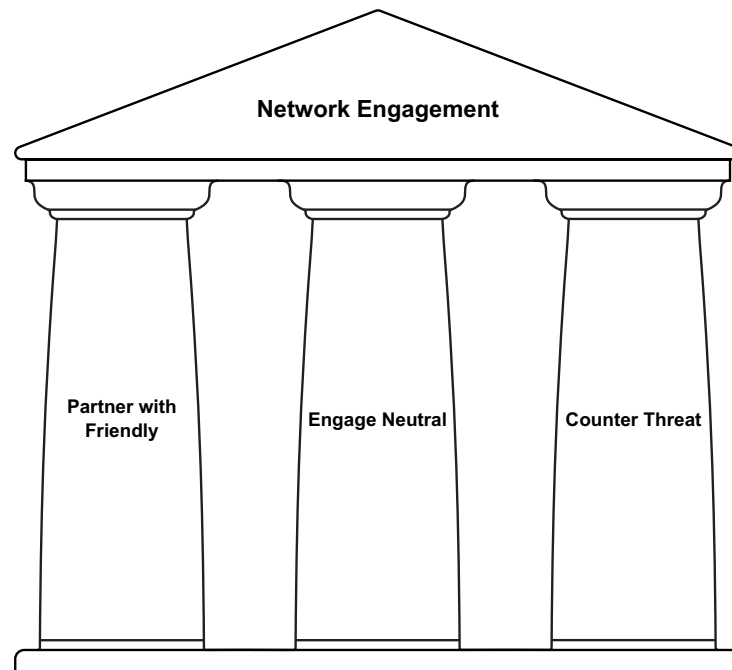 Network Engagement
Partner with
Friendly
Engage Neutral
Counter Threat